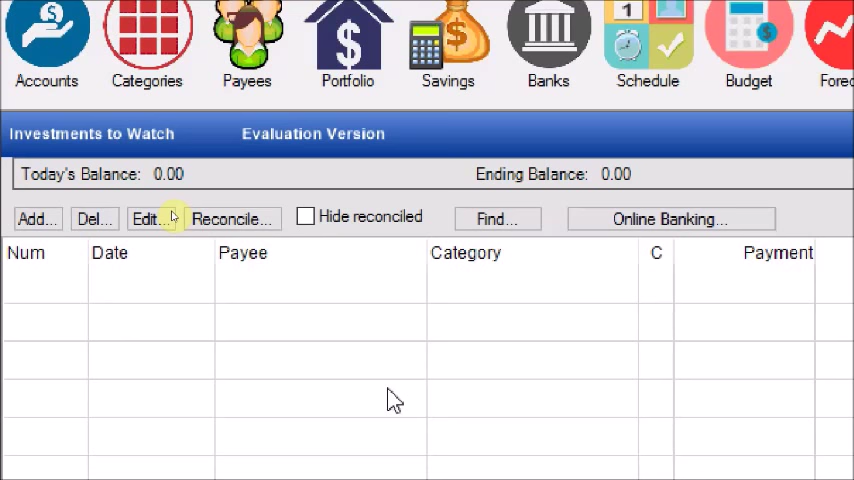 Accounts Categories Payees Portfolio Savings Banks Schedule Budget Forec
Investments to Watch Evaluation Version
Today's Balance: 0.00 Ending Balance: 0.00
Add... Del... Edit... Reconcile... Hide reconciled Find... Online Banking...
Num Date Payee Category C Payment